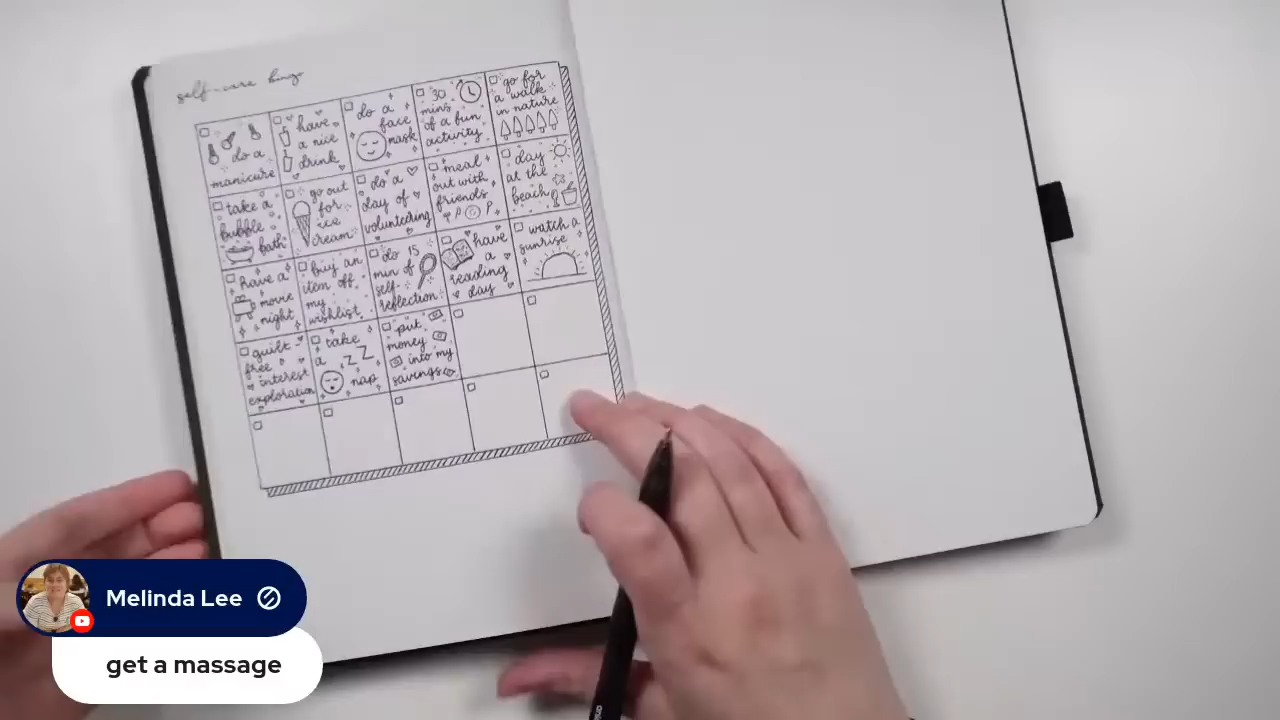 self-care bingo
do a
manicure
have
a nice
drink
do a
face
mask
30
mins
of a fun
activity
go for
a walk
in nature
take a
bubble
bath
go out
for
ice
cream
do a
day of
volunteering
meal
out with
friends
day
at the
beach
have a
movie
night
buy an
item off
my
wishlist
do 15
min of
self-
reflection
have
a
reading
day
watch a
sunrise
guilt
free
interest
exploration
take
a
z z z
nap
put
money
into my
savings
Melinda Lee
get a massage